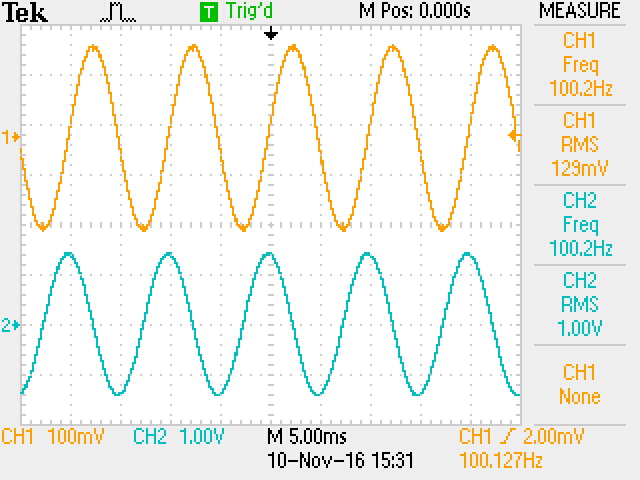 Tek T Trig'd M Pos: 0.000s MEASURE
CH1
Freq
100.2Hz
1
CH1
RMS
129mV
CH2
Freq
100.2Hz
2
CH2
RMS
1.00V
CH1
None
CH1 100mV CH2 1.00V M 5.00ms CH1 2.00mV
10-Nov-16 15:31 100.127Hz